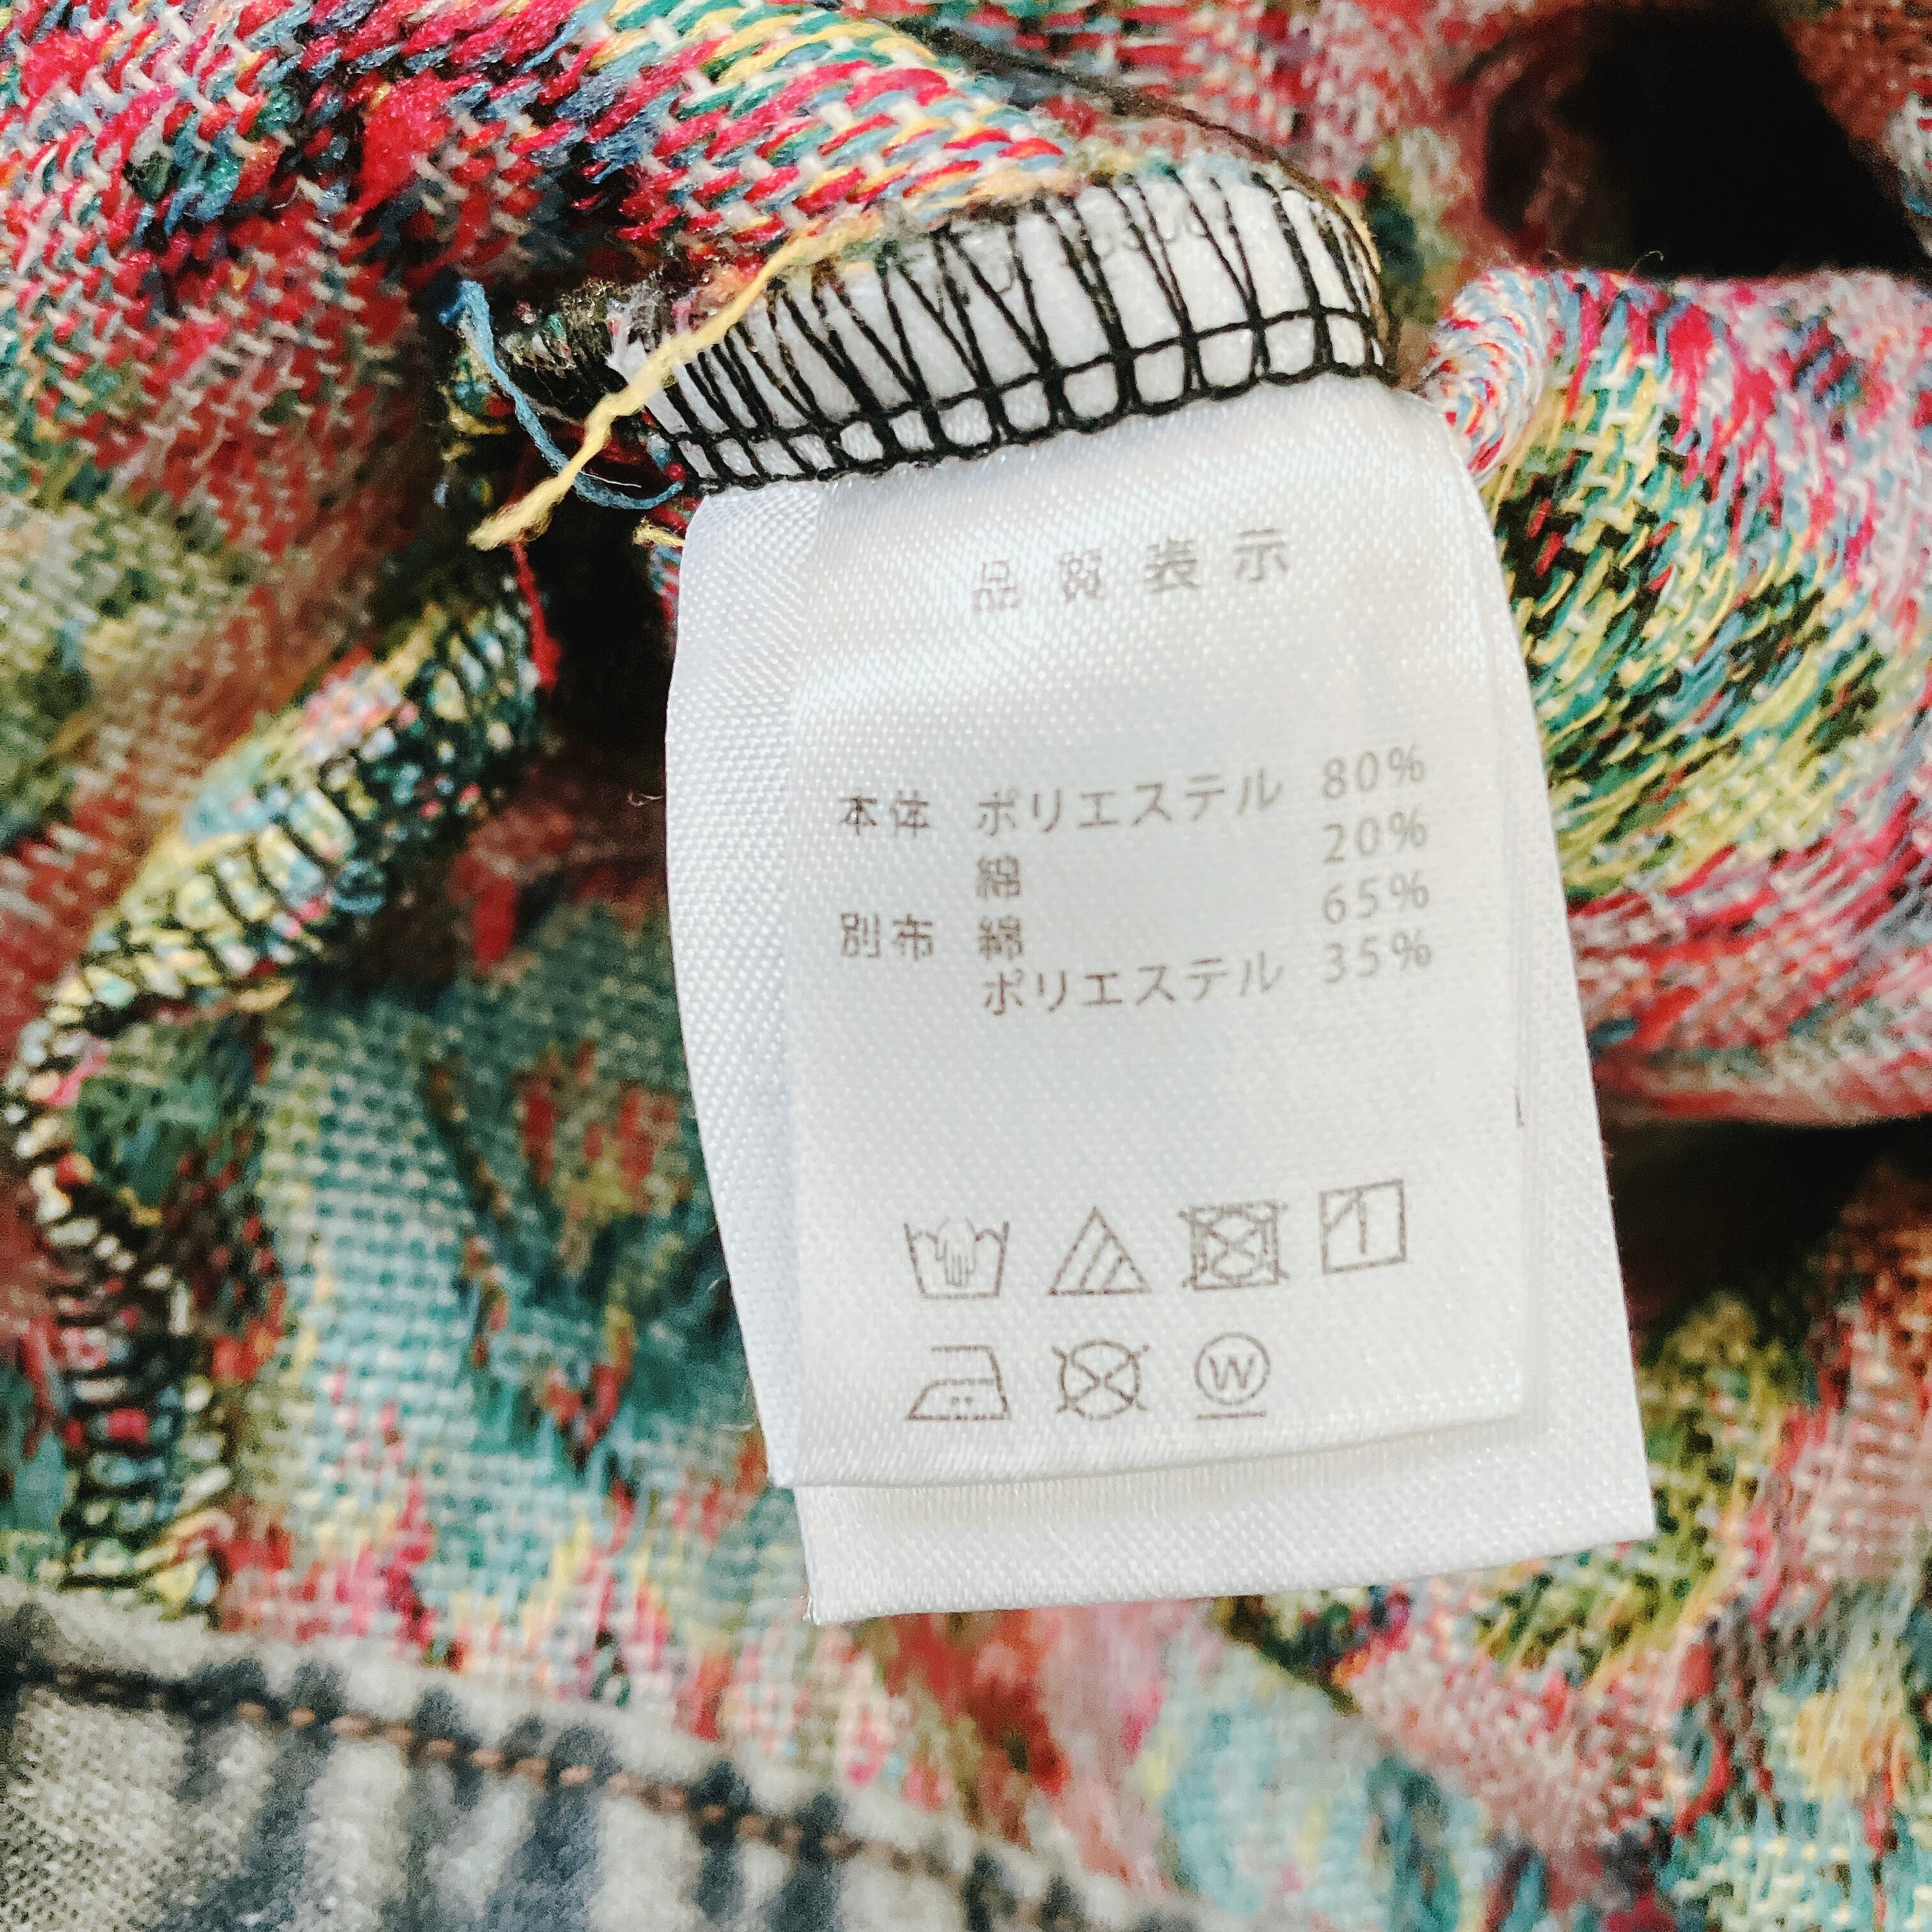 品質表示
本体 ポリエステル 80%
綿 20%
別布 綿 65%
ポリエステル 35%
W